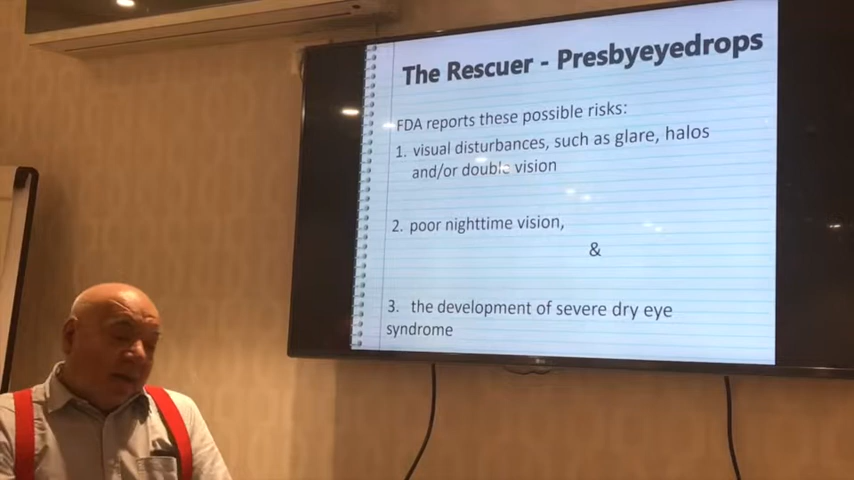 The Rescuer - Presbyeyedrops
FDA reports these possible risks:
1. visual disturbances, such as glare, halos
and/or double vision
2. poor nighttime vision,
&
3. the development of severe dry eye
syndrome
LG